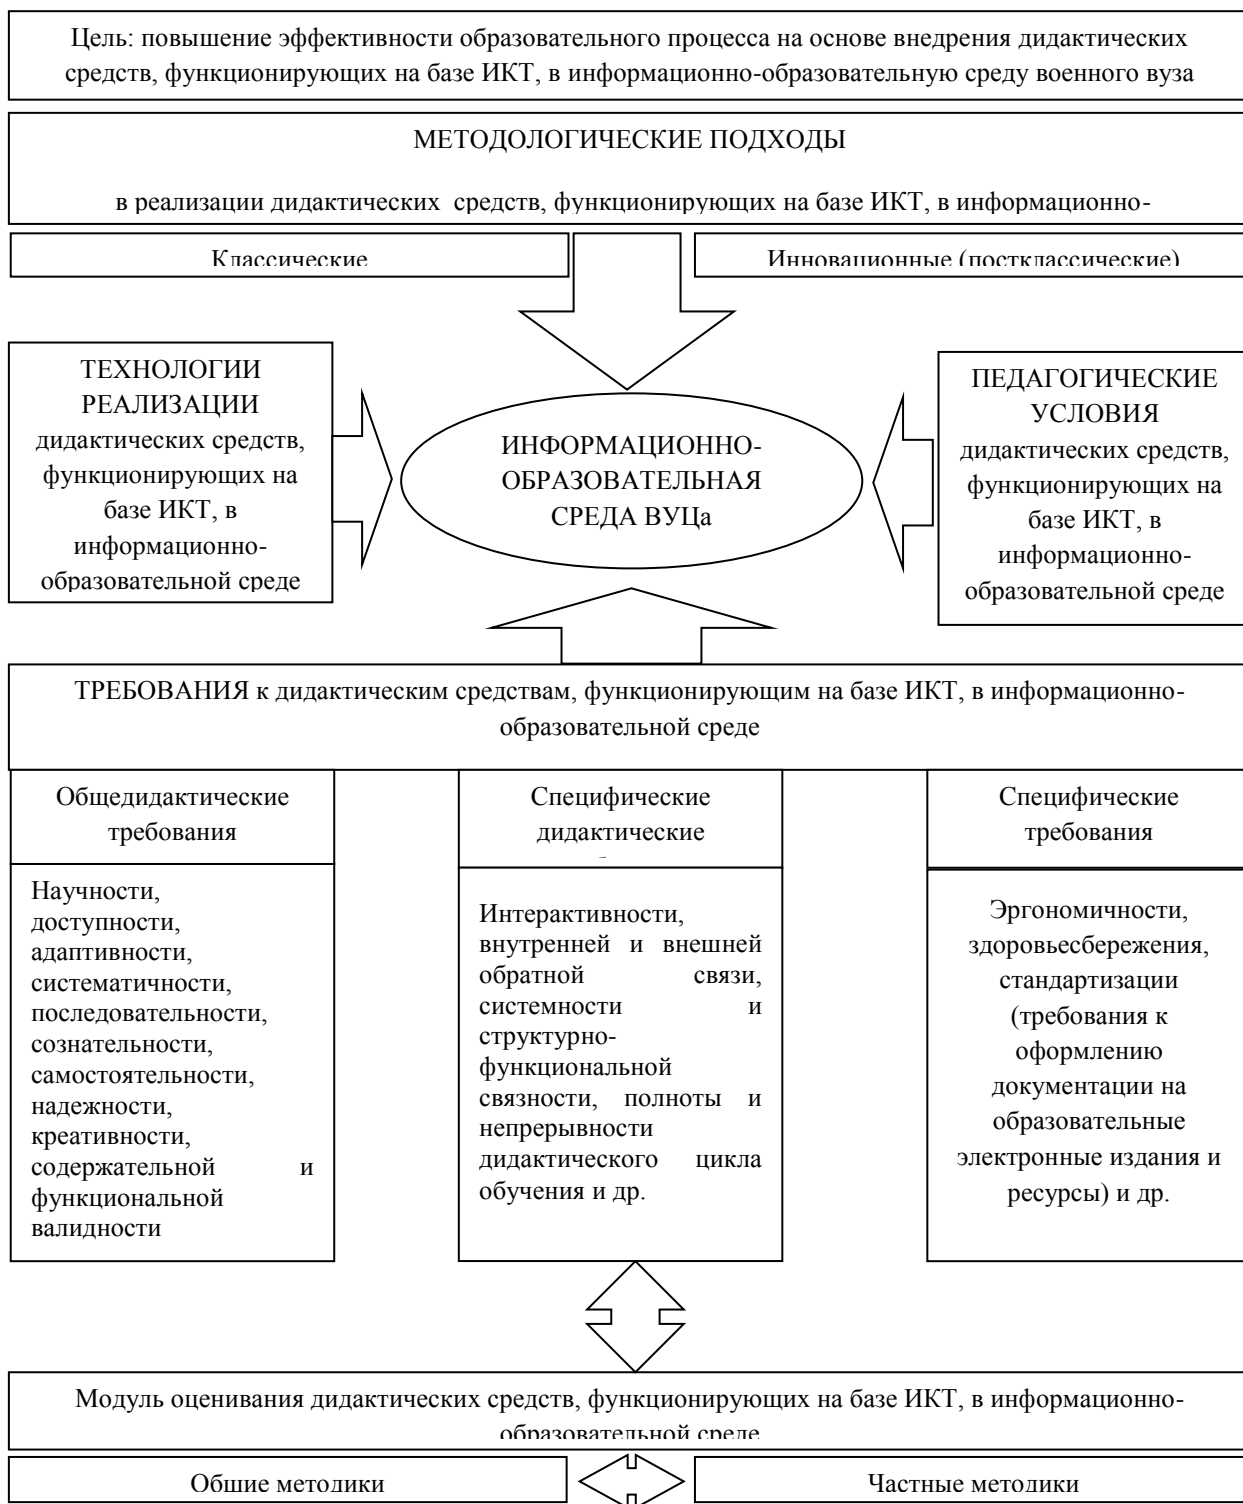 Цель: повышение эффективности образовательного процесса на основе внедрения дидактических
средств, функционирующих на базе ИКТ, в информационно-образовательную среду военного вуза
МЕТОДОЛОГИЧЕСКИЕ ПОДХОДЫ
в реализации дидактических средств, функционирующих на базе ИКТ, в информационно-
Классические
Инновационные (постклассические)
ТЕХНОЛОГИИ
РЕАЛИЗАЦИИ
дидактических средств,
функционирующих на
базе ИКТ, в
информационно-
образовательной среде
ИНФОРМАЦИОННО-
ОБРАЗОВАТЕЛЬНАЯ
СРЕДА ВУЦа
ПЕДАГОГИЧЕСКИЕ
УСЛОВИЯ
дидактических средств,
функционирующих на
базе ИКТ, в
информационно-
образовательной среде
ТРЕБОВАНИЯ к дидактическим средствам, функционирующим на базе ИКТ, в информационно-
образовательной среде
Общедидактические
требования
Научности,
доступности,
адаптивности,
систематичности,
последовательности,
сознательности,
самостоятельности,
надежности,
креативности,
содержательной и
функциональной
валидности
Специфические
дидактические
Интерактивности,
внутренней и внешней
обратной связи,
системности и
структурно-
функциональной
связности, полноты и
непрерывности
дидактического цикла
обучения и др.
Специфические
требования
Эргономичности,
здоровьесбережения,
стандартизации
(требования к
оформлению
документации на
образовательные
электронные издания и
ресурсы) и др.
Модуль оценивания дидактических средств, функционирующих на базе ИКТ, в информационно-
образовательной среде
Общие методики
Частные методики